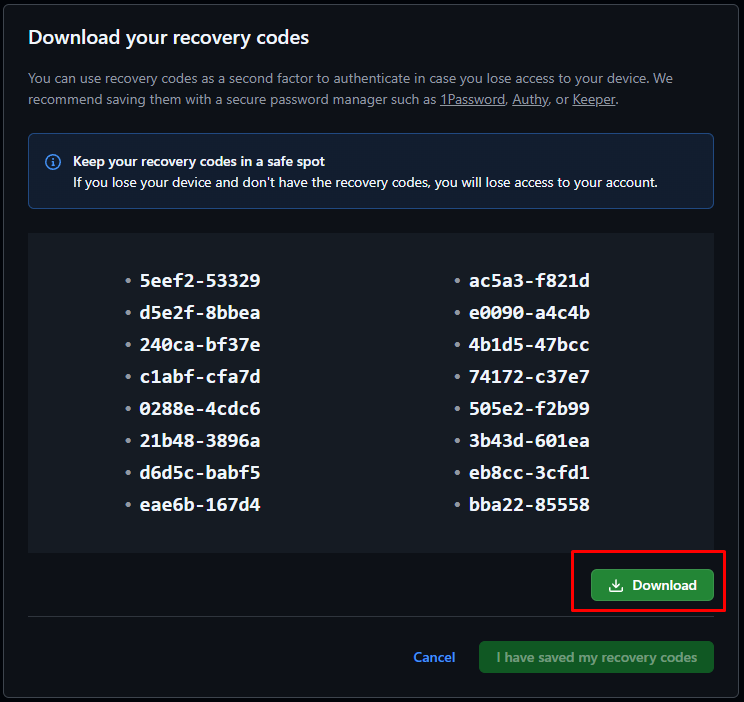 Download your recovery codes
You can use recovery codes as a second factor to authenticate in case you lose access to your device. We
recommend saving them with a secure password manager such as 1Password, Authy, or Keeper.
Keep your recovery codes in a safe spot
If you lose your device and don't have the recovery codes, you will lose access to your account.
• 5eef2-53329 • ac5a3-f821d
• d5e2f-8bbea • e0090-a4c4b
• 240ca-bf37e • 4b1d5-47bcc
• c1abf-cfa7d • 74172-c37e7
• 0288e-4cdc6 • 505e2-f2b99
• 21b48-3896a • 3b43d-601ea
• d6d5c-babf5 • eb8cc-3cfd1
• eae6b-167d4 • bba22-85558
Download
Cancel I have saved my recovery codes